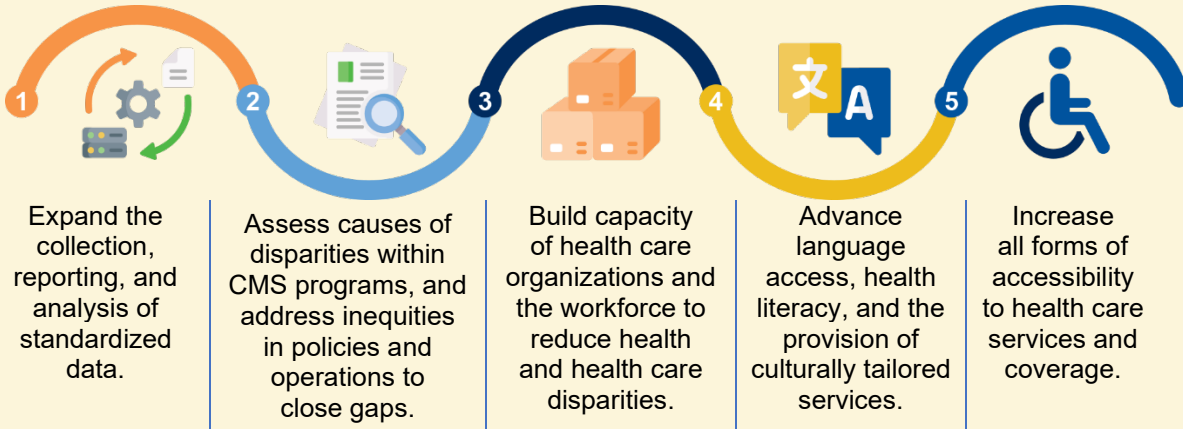 1
2
3
4
5
文
A
Expand the
collection,
reporting, and
analysis of
standardized
data.
Assess causes of
disparities within
CMS programs, and
address inequities
in policies and
operations to
close gaps.
Build capacity
of health care
organizations and
the workforce to
reduce health
and health care
disparities.
Advance
language
access, health
literacy, and the
provision of
culturally tailored
services.
Increase
all forms of
accessibility
to health care
services and
coverage.